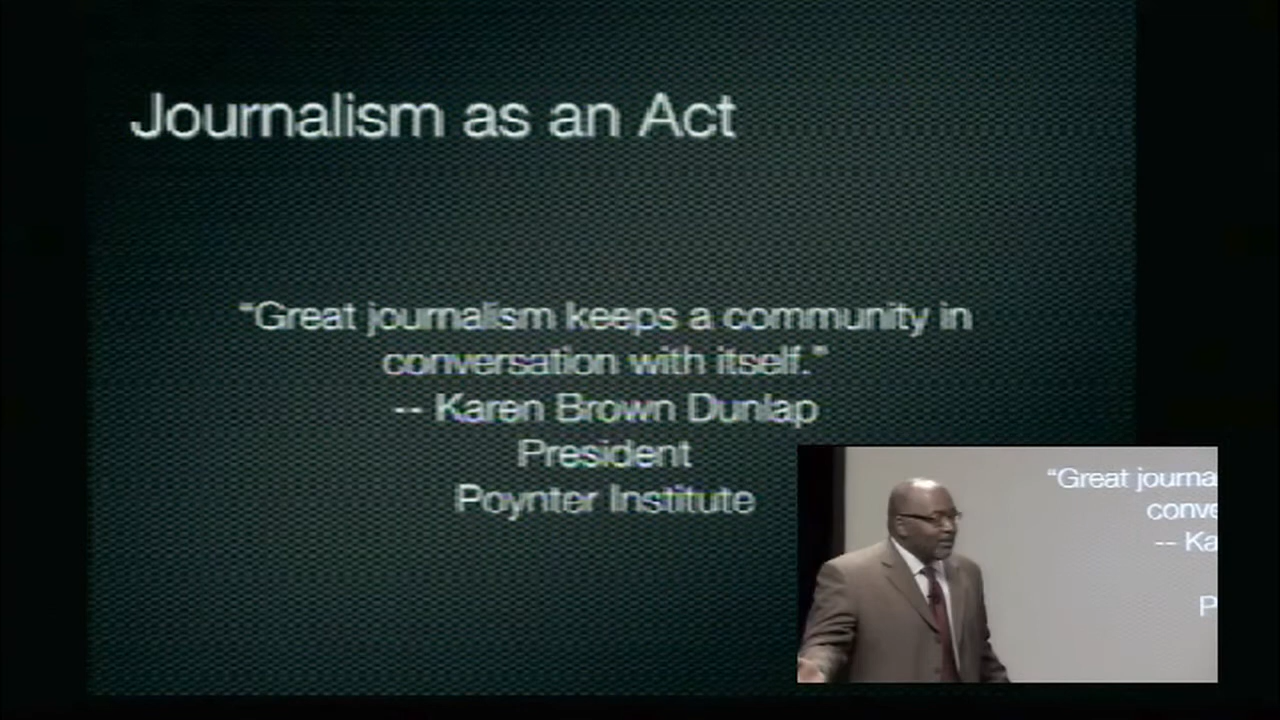 Journalism as an Act
“Great journalism keeps a community in
conversation with itself.”
-- Karen Brown Dunlap
President
Poynter Institute
“Great journa
conve
-- Ka
P